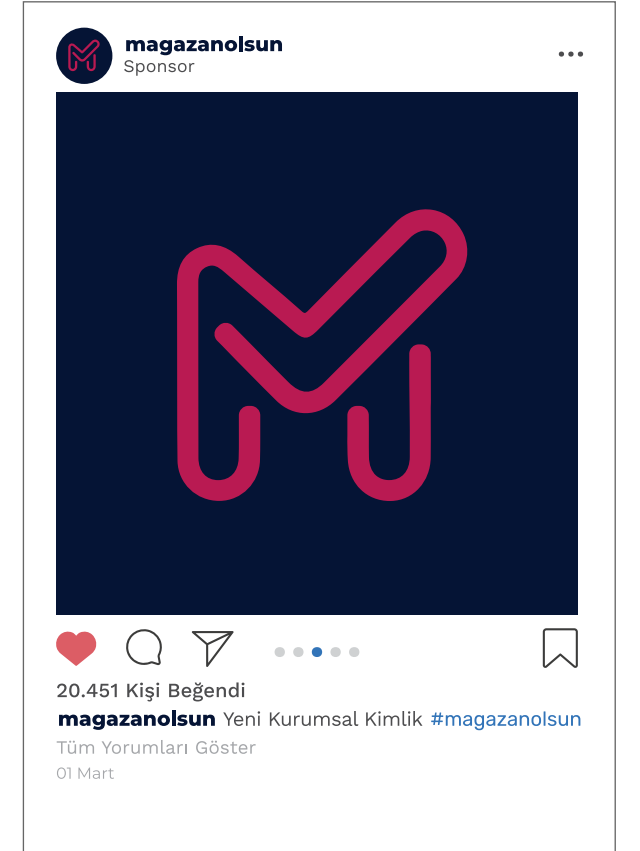 magazanolsun
Sponsor
20.451 Kişi Beğendi
magazanolsun Yeni Kurumsal Kimlik #magazanolsun
Tüm Yorumları Göster
01 Mart